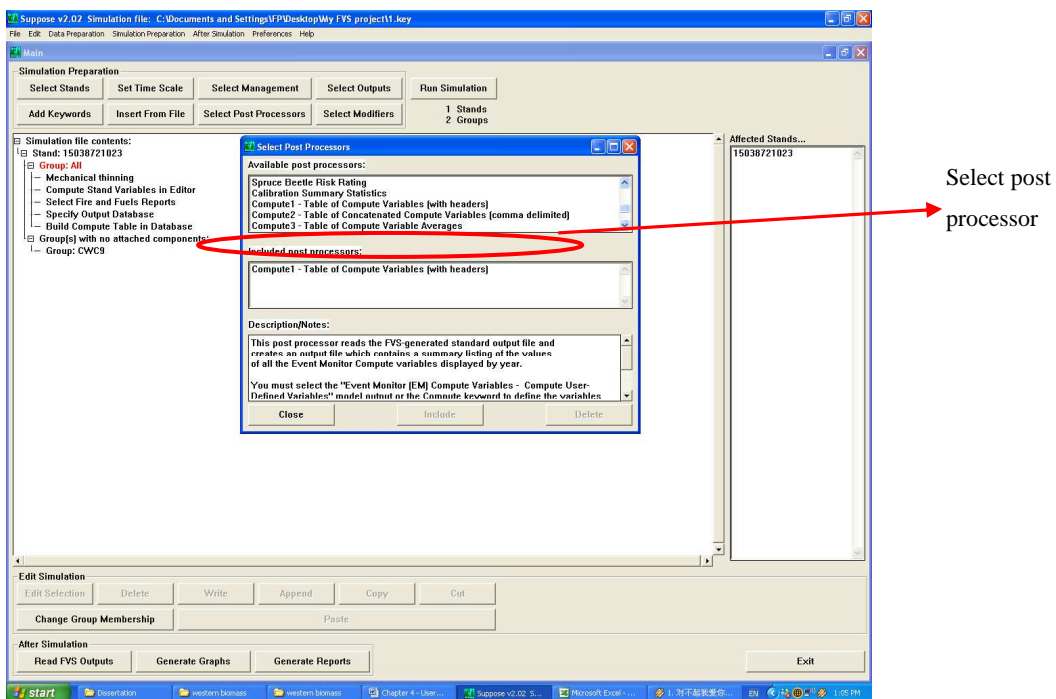 Suppose v2.02 Simulation file: C:\Documents and Settings\FP\Desktop\My FVS project\1.key
File Edit Data Preparation Simulation Preparation After Simulation Preferences Help
Main
Simulation Preparation
Select Stands Set Time Scale Select Management Select Outputs Run Simulation
Add Keywords Insert From File Select Post Processors Select Modifiers
1 Stands
2 Groups
Simulation file contents:
Stand: 15038721023
Group: All
Mechanical thinning
Compute Stand Variables in Editor
Select Fire and Fuels Reports
Specify Output Database
Build Compute Table in Database
Group(s) with no attached components:
Group: CWC9
Select Post Processors
Available post processors:
Spruce Beetle Risk Rating
Calibration Summary Statistics
Compute1 - Table of Compute Variables (with headers)
Compute2 - Table of Concatenated Compute Variables (comma delimited)
Compute3 - Table of Compute Variable Averages
Included post processors:
Compute1 - Table of Compute Variables (with headers)
Description/Notes:
This post processor reads the FVS-generated standard output file and
creates an output file which contains a summary listing of the values
of all the Event Monitor Compute variables displayed by year.
You must select the "Event Monitor (EM) Compute Variables - Compute User-
Defined Variables" model output or the Compute keyword to define the variables
Close Include Delete
Affected Stands...
15038721023
Select post
processor
Edit Simulation
Edit Selection Delete Write Append Copy Cut
Change Group Membership Paste
After Simulation
Read FVS Outputs Generate Graphs Generate Reports Exit
start Dissertation western biomass western biomass Chapter 4 - User... Suppose v2.02 S... Microsoft Excel - ... 1. 对不起我爱你... EN 1:05 PM